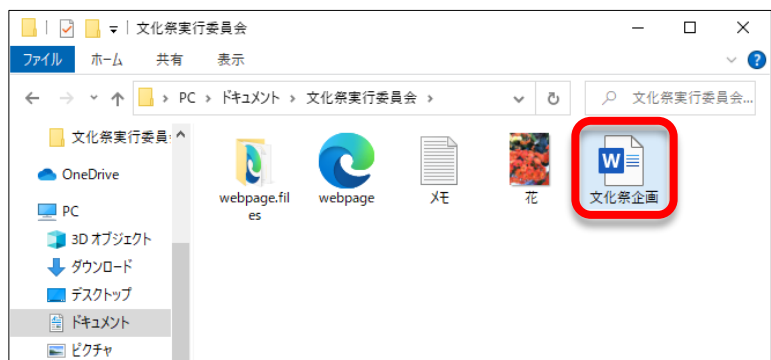 文化祭実行委員会
ファイル ホーム 共有 表示
PC ドキュメント 文化祭実行委員会
文化祭実行委員会...
文化祭実行委員
OneDrive
PC
3D オブジェクト
ダウンロード
デスクトップ
ドキュメント
ピクチャ
webpage.fil
es
webpage
メモ
花
W
文化祭企画